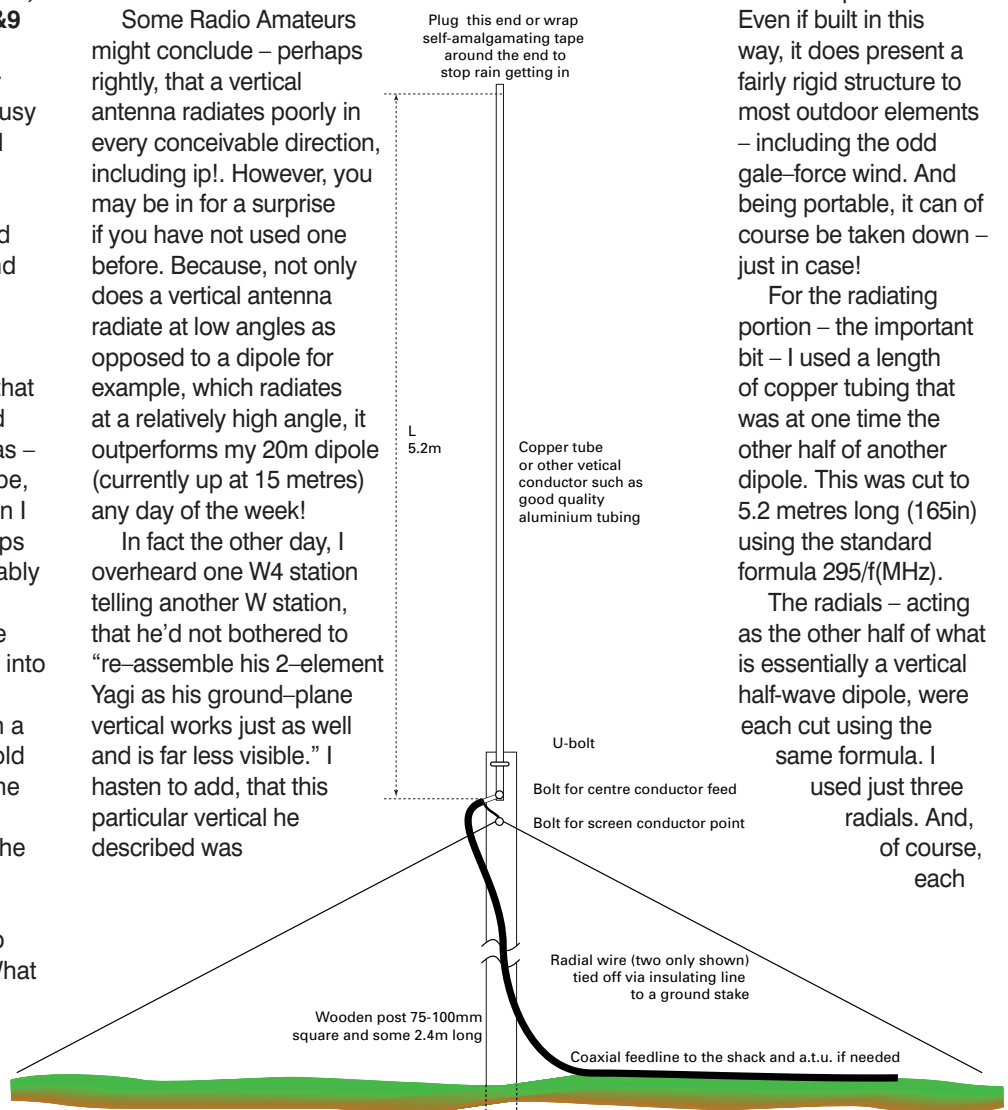 &9
usy
d
nd
that
d
as –
be,
n I
ps
ably
e
into
n a
old
me
he
o
What
Some Radio Amateurs
might conclude – perhaps
rightly, that a vertical
antenna radiates poorly in
every conceivable direction,
including ip!. However, you
may be in for a surprise
if you have not used one
before. Because, not only
does a vertical antenna
radiate at low angles as
opposed to a dipole for
example, which radiates
at a relatively high angle, it
outperforms my 20m dipole
(currently up at 15 metres)
any day of the week!
In fact the other day, I
overheard one W4 station
telling another W station,
that he’d not bothered to
“re–assemble his 2–element
Yagi as his ground–plane
vertical works just as well
and is far less visible.” I
hasten to add, that this
particular vertical he
described was
Plug this end or wrap
self-amalgamating tape
around the end to
stop rain getting in
L
5.2m
Copper tube
or other vetical
conductor such as
good quality
aluminium tubing
U-bolt
Bolt for centre conductor feed
Bolt for screen conductor point
Radial wire (two only shown)
tied off via insulating line
to a ground stake
Wooden post 75-100mm
square and some 2.4m long
Coaxial feedline to the shack and a.t.u. if needed
Even if built in this
way, it does present a
fairly rigid structure to
most outdoor elements
– including the odd
gale–force wind. And
being portable, it can of
course be taken down –
just in case!
For the radiating
portion – the important
bit – I used a length
of copper tubing that
was at one time the
other half of another
dipole. This was cut to
5.2 metres long (165in)
using the standard
formula 295/f(MHz).
The radials – acting
as the other half of what
is essentially a vertical
half-wave dipole, were
each cut using the
same formula. I
used just three
radials. And,
of course,
each